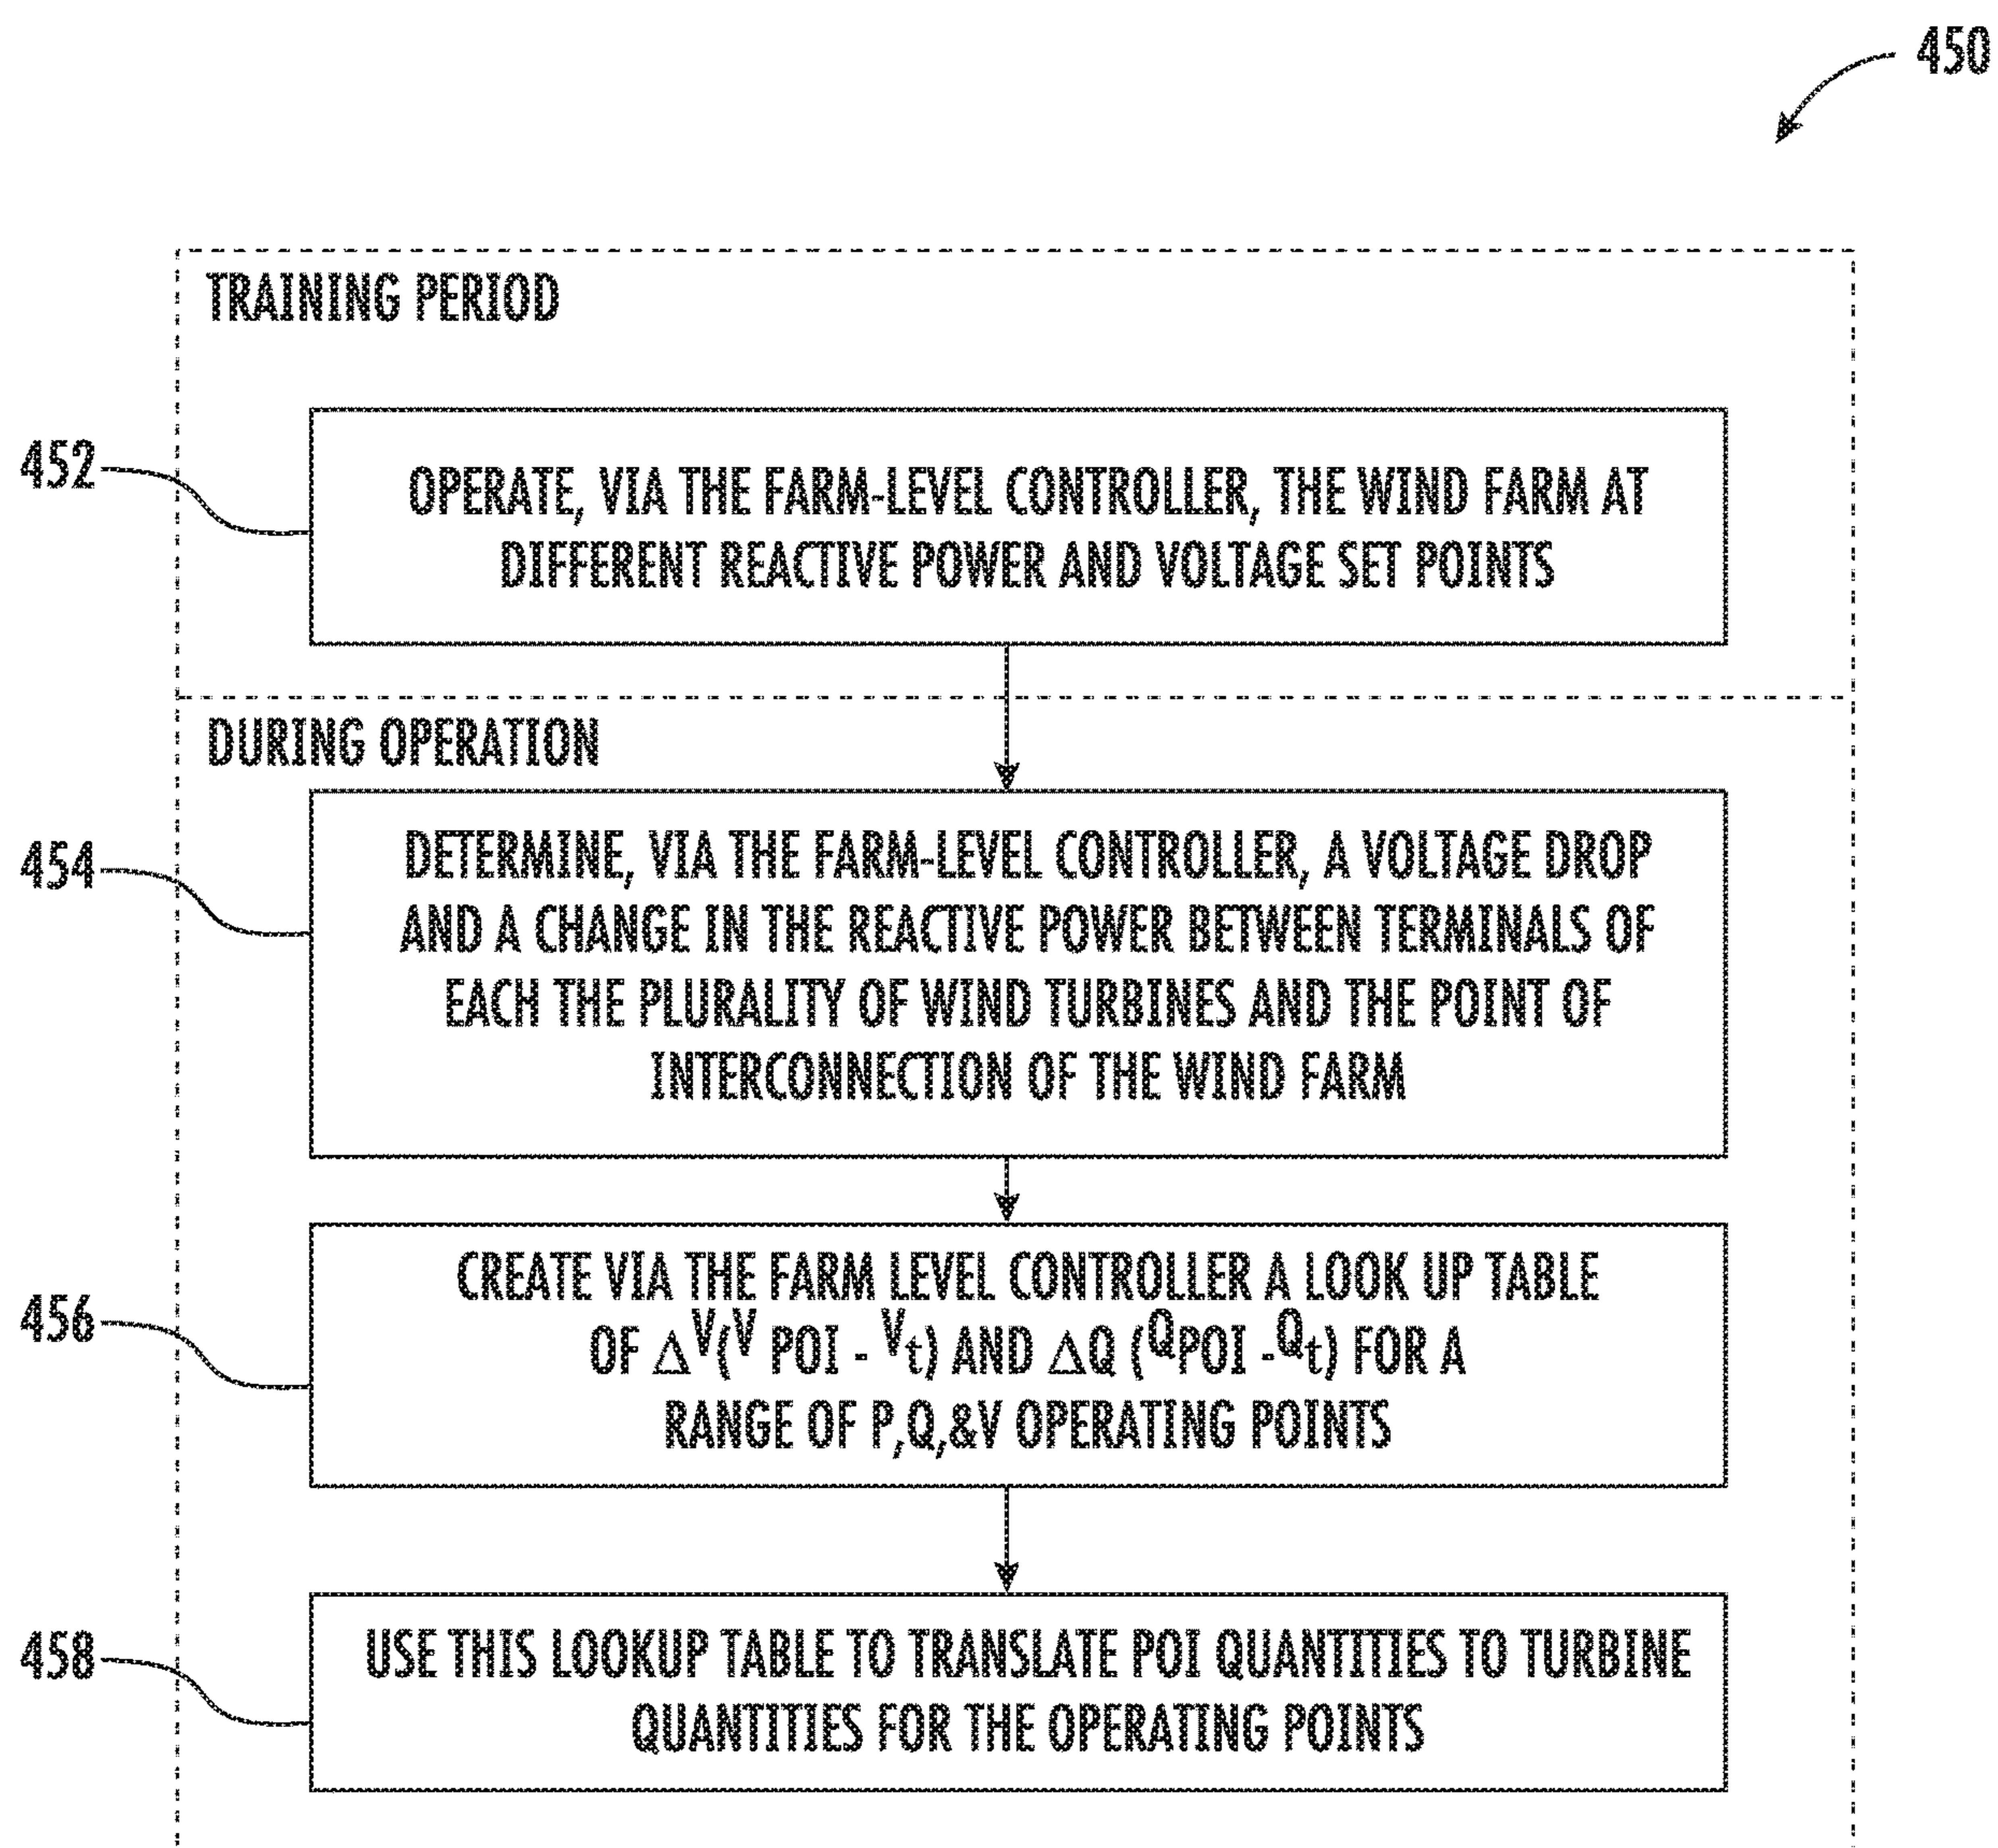 450
TRAINING PERIOD
452
OPERATE, VIA THE FARM-LEVEL CONTROLLER, THE WIND FARM AT
DIFFERENT REACTIVE POWER AND VOLTAGE SET POINTS
DURING OPERATION
454
DETERMINE, VIA THE FARM-LEVEL CONTROLLER, A VOLTAGE DROP
AND A CHANGE IN THE REACTIVE POWER BETWEEN TERMINALS OF
EACH THE PLURALITY OF WIND TURBINES AND THE POINT OF
INTERCONNECTION OF THE WIND FARM
456
CREATE VIA THE FARM LEVEL CONTROLLER A LOOK UP TABLE
OF ΔV(V POI - Vt) AND ΔQ (QPOI -Qt) FOR A
RANGE OF P,Q,&V OPERATING POINTS
458
USE THIS LOOKUP TABLE TO TRANSLATE POI QUANTITIES TO TURBINE
QUANTITIES FOR THE OPERATING POINTS